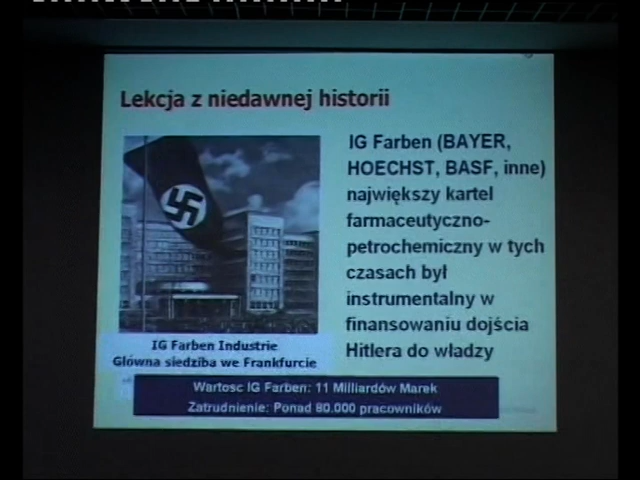 Lekcja z niedawnej historii
IG Farben (BAYER,
HOECHST, BASF, inne)
największy kartel
farmaceutyczno-
petrochemiczny w tych
czasach był
instrumentalny w
finansowaniu dojścia
Hitlera do władzy
IG Farben Industrie
Główna siedziba we Frankfurcie
Wartosc IG Farben: 11 Milliardów Marek
Zatrudnienie: Ponad 80.000 pracowników